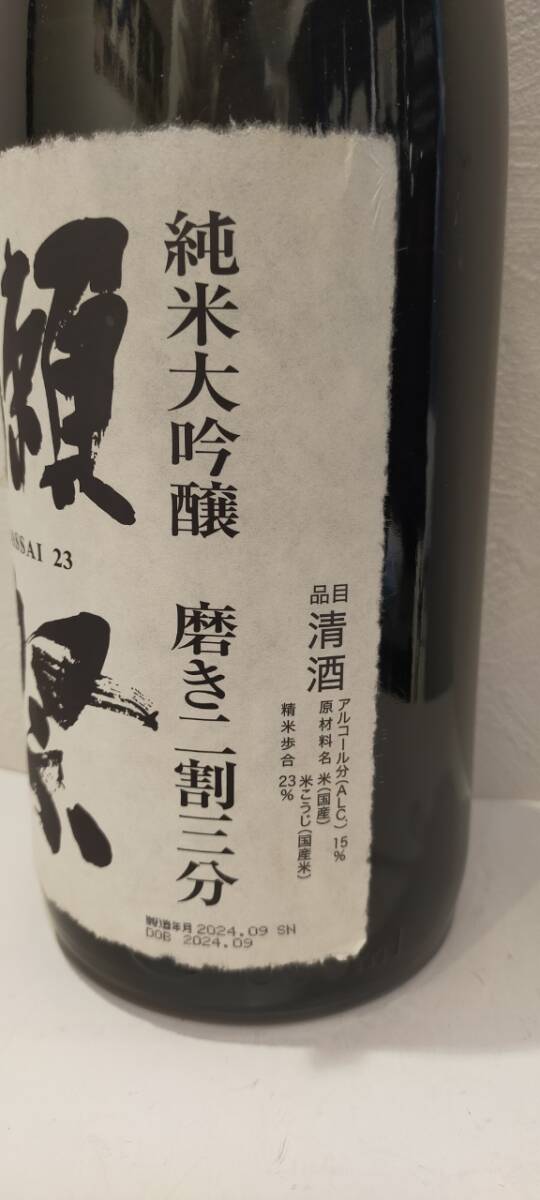 純米大吟醸 磨き二割三分
ASSAI 23
品目 清酒
アルコール分(ALC.) 15%
原材料名 米(国産)
米こうじ(国産米)
精米歩合 23%
製造年月 2024.09 SN
DOB 2024.09